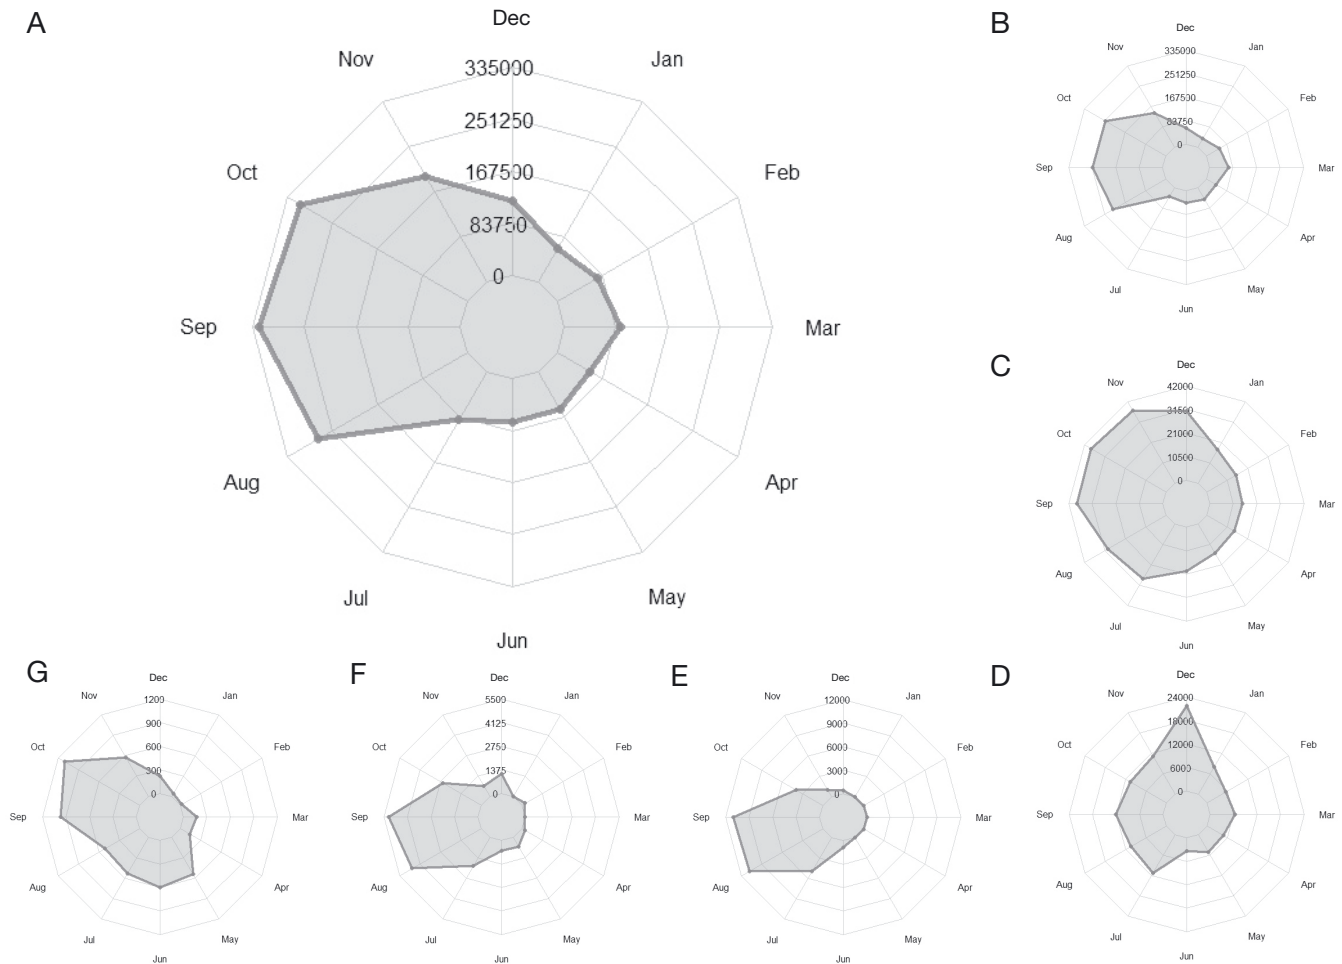 A
Dec
Nov
Jan
335000
Oct
251250
Feb
167500
83750
0
Sep
Mar
Aug
Apr
Jul
May
Jun
B
Dec
Nov
Jan
335000
251250
Oct
167500
Feb
83750
0
Sep
Mar
Aug
Apr
Jul
May
Jun
C
Dec
Nov
Jan
42000
31500
Oct
21000
Feb
10500
0
Sep
Mar
Aug
Apr
Jul
May
Jun
G
Dec
Nov
Jan
1200
900
Oct
600
Feb
300
0
Sep
Mar
Aug
Apr
Jul
May
Jun
F
Dec
Nov
Jan
5500
4125
Oct
2750
Feb
1375
0
Sep
Mar
Aug
Apr
Jul
May
Jun
E
Dec
Nov
Jan
12000
9000
Oct
6000
Feb
3000
0
Sep
Mar
Aug
Apr
Jul
May
Jun
D
Dec
Nov
Jan
24000
18000
Oct
12000
Feb
6000
0
Sep
Mar
Aug
Apr
Jul
May
Jun